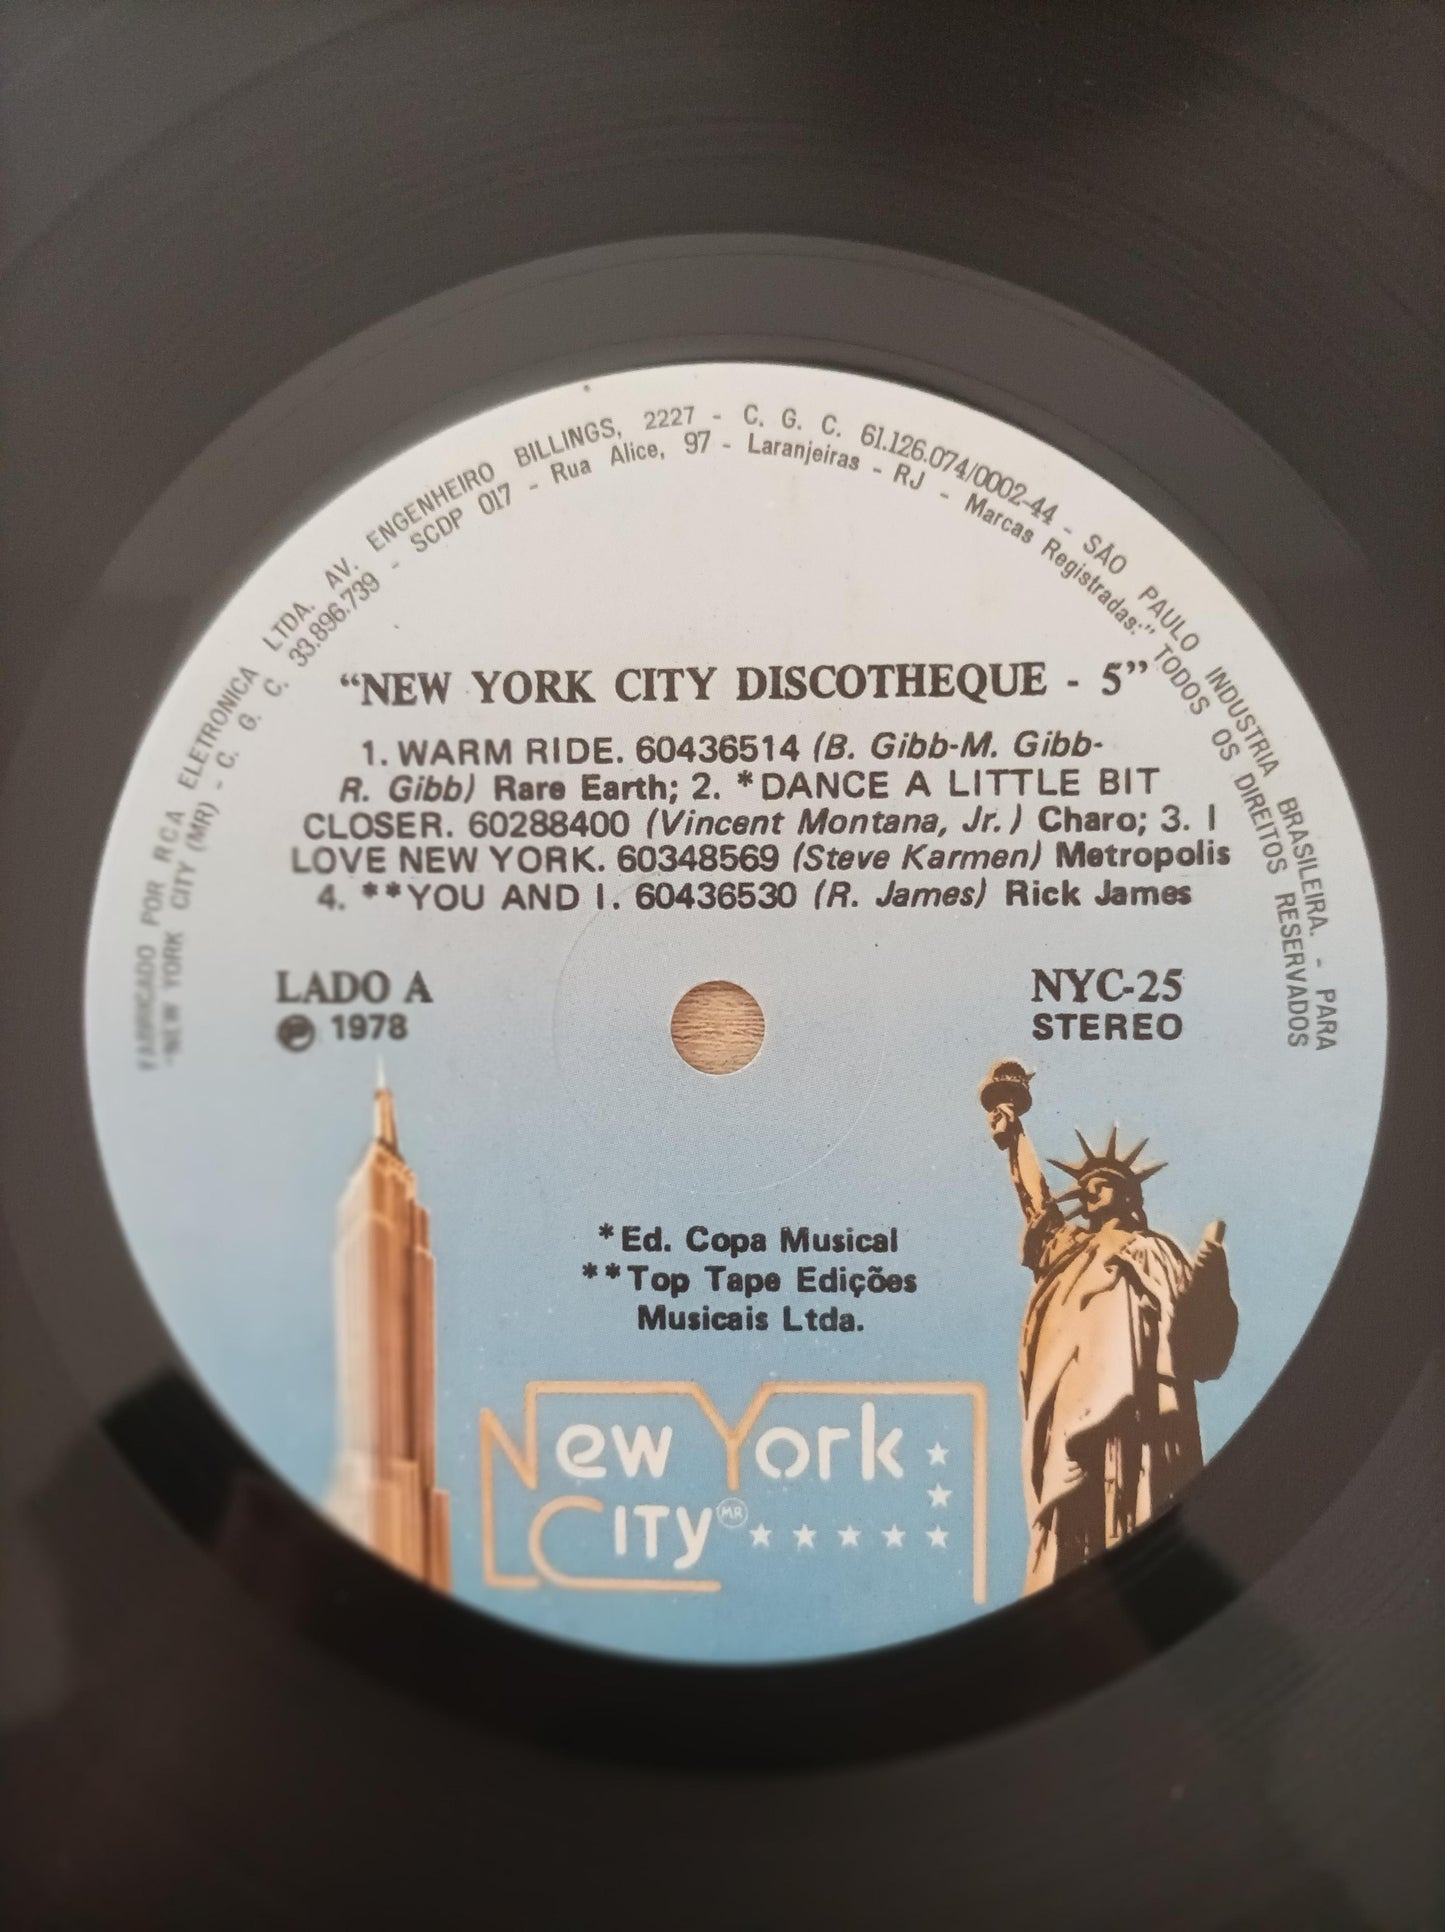 FABRICADO POR RCA ELETRONICA LTDA. AV. ENGENHEIRO BILLINGS, 2227 - C. G. C. 61.126.074/0002-44 - SÃO PAULO INDUSTRIA BRASILEIRA. - PARA
"NEW YORK CITY (MR) - C. G. C. 33.896.739 - SCDP 017 - Rua Alice, 97 - Laranjeiras - RJ - Marcas Registradas:" TODOS OS DIREITOS RESERVADOS
"NEW YORK CITY DISCOTHEQUE - 5"
1. WARM RIDE. 60436514 (B. Gibb-M. Gibb-
R. Gibb) Rare Earth; 2. *DANCE A LITTLE BIT
CLOSER. 60288400 (Vincent Montana, Jr.) Charo; 3. I
LOVE NEW YORK. 60348569 (Steve Karmen) Metropolis
4. **YOU AND I. 60436530 (R. James) Rick James
LADO A
NYC-25
℗ 1978
STEREO
*Ed. Copa Musical
**Top Tape Edições
Musicais Ltda.
New York
City MR